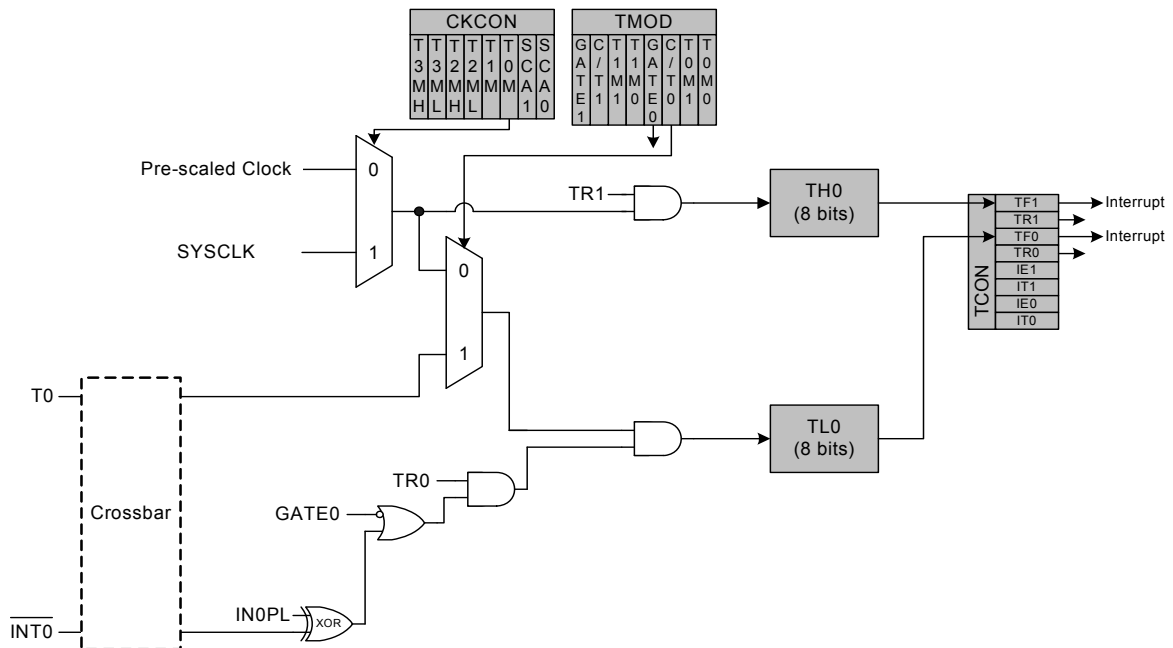 CKCON
T3MH T3ML T2MH T2ML T1M T0M SCA1 SCA0
TMOD
GATE1 C/T1 T1M1 T1M0 GATE0 C/T0 T0M1 T0M0
Pre-scaled Clock
0
SYSCLK
1
TR1
TH0
(8 bits)
TCON
TF1
TR1
TF0
TR0
IE1
IT1
IE0
IT0
Interrupt
Interrupt
0
1
T0
Crossbar
TL0
(8 bits)
TR0
GATE0
IN0PL
XOR
INT0